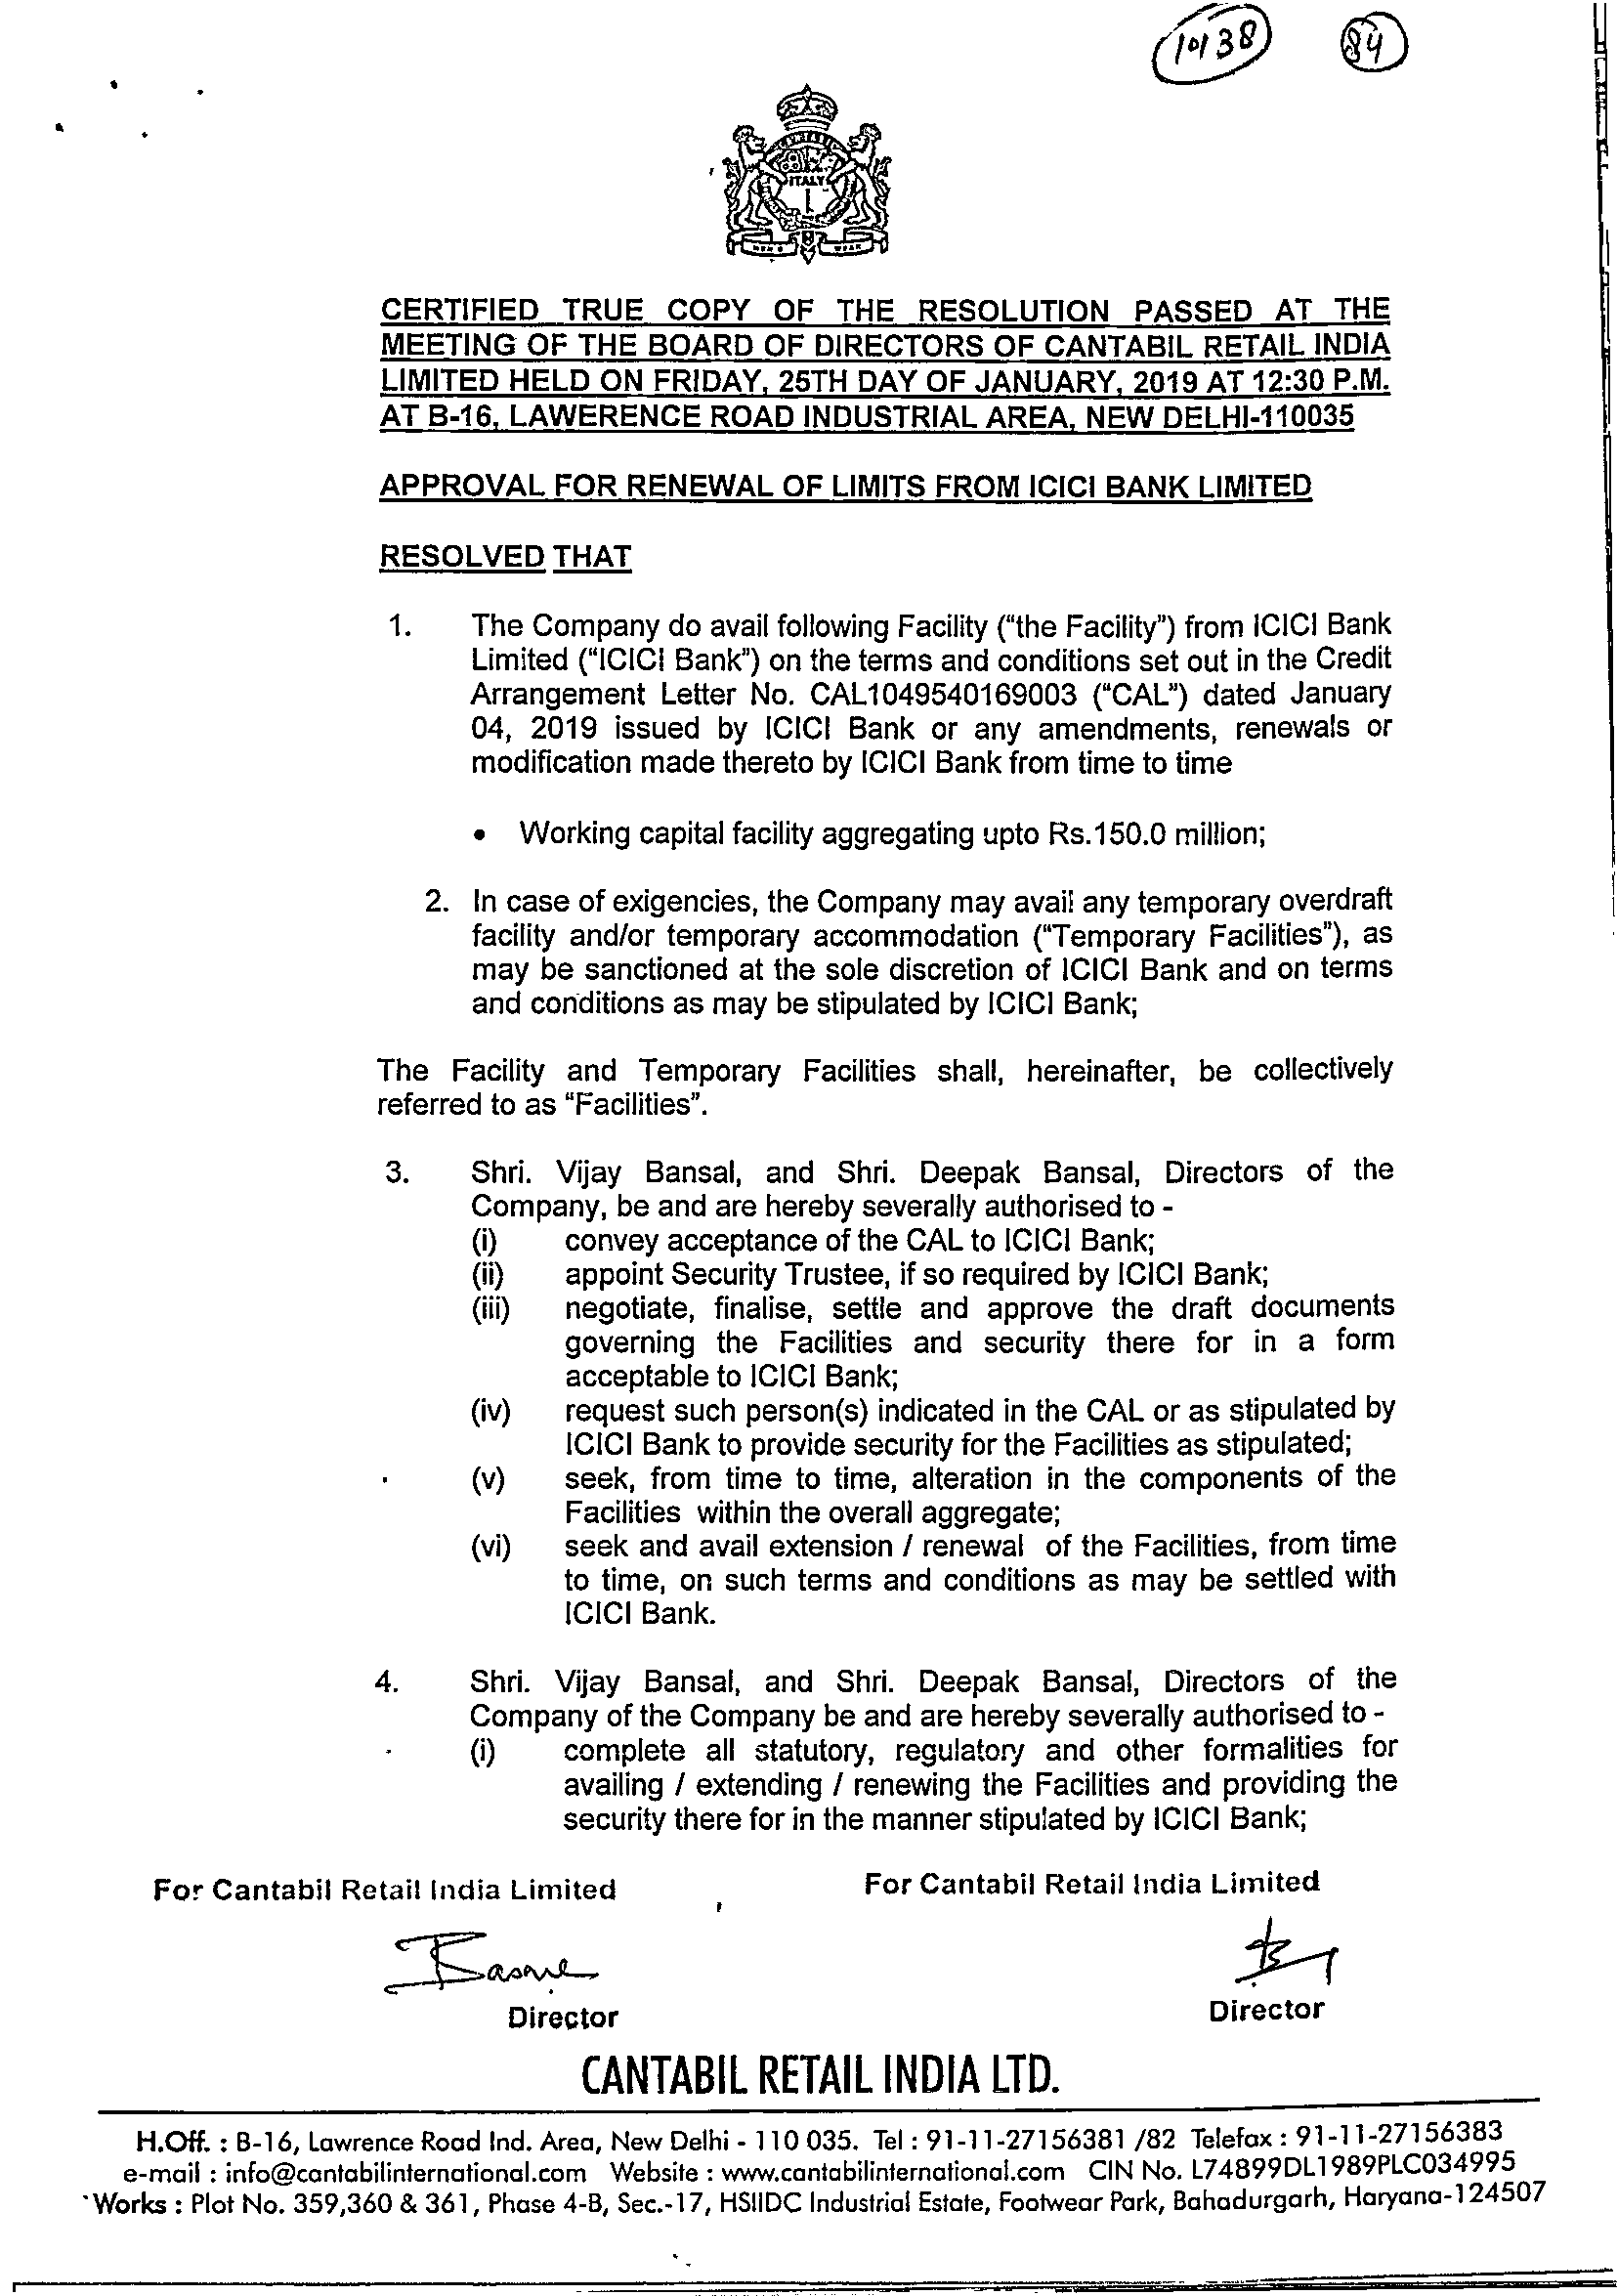 1438 84
ITALY
CERTIFIED TRUE COPY OF THE RESOLUTION PASSED AT THE
MEETING OF THE BOARD OF DIRECTORS OF CANTABIL RETAIL INDIA
LIMITED HELD ON FRIDAY, 25TH DAY OF JANUARY, 2019 AT 12:30 P.M.
AT B-16, LAWERENCE ROAD INDUSTRIAL AREA, NEW DELHI-110035
APPROVAL FOR RENEWAL OF LIMITS FROM ICICI BANK LIMITED
RESOLVED THAT
1. The Company do avail following Facility (“the Facility”) from ICICI Bank
Limited (“ICICI Bank”) on the terms and conditions set out in the Credit
Arrangement Letter No. CAL1049540169003 (“CAL”) dated January
04, 2019 issued by ICICI Bank or any amendments, renewals or
modification made thereto by ICICI Bank from time to time
• Working capital facility aggregating upto Rs.150.0 million;
2. In case of exigencies, the Company may avail any temporary overdraft
facility and/or temporary accommodation (“Temporary Facilities”), as
may be sanctioned at the sole discretion of ICICI Bank and on terms
and conditions as may be stipulated by ICICI Bank;
The Facility and Temporary Facilities shall, hereinafter, be collectively
referred to as “Facilities”.
3. Shri. Vijay Bansal, and Shri. Deepak Bansal, Directors of the
Company, be and are hereby severally authorised to -
(i) convey acceptance of the CAL to ICICI Bank;
(ii) appoint Security Trustee, if so required by ICICI Bank;
(iii) negotiate, finalise, settle and approve the draft documents
governing the Facilities and security there for in a form
acceptable to ICICI Bank;
(iv) request such person(s) indicated in the CAL or as stipulated by
ICICI Bank to provide security for the Facilities as stipulated;
(v) seek, from time to time, alteration in the components of the
Facilities within the overall aggregate;
(vi) seek and avail extension / renewal of the Facilities, from time
to time, on such terms and conditions as may be settled with
ICICI Bank.
4. Shri. Vijay Bansal, and Shri. Deepak Bansal, Directors of the
Company of the Company be and are hereby severally authorised to -
(i) complete all statutory, regulatory and other formalities for
availing / extending / renewing the Facilities and providing the
security there for in the manner stipulated by ICICI Bank;
For Cantabil Retail India Limited For Cantabil Retail India Limited
Director Director
CANTABIL RETAIL INDIA LTD.
H.Off. : B-16, Lawrence Road Ind. Area, New Delhi - 110 035. Tel : 91-11-27156381 /82 Telefax : 91-11-27156383
e-mail : info@cantabilinternational.com Website : www.cantabilinternational.com CIN No. L74899DL1989PLC034995
Works : Plot No. 359,360 & 361, Phase 4-B, Sec.-17, HSIIDC Industrial Estate, Footwear Park, Bahadurgarh, Haryana-124507